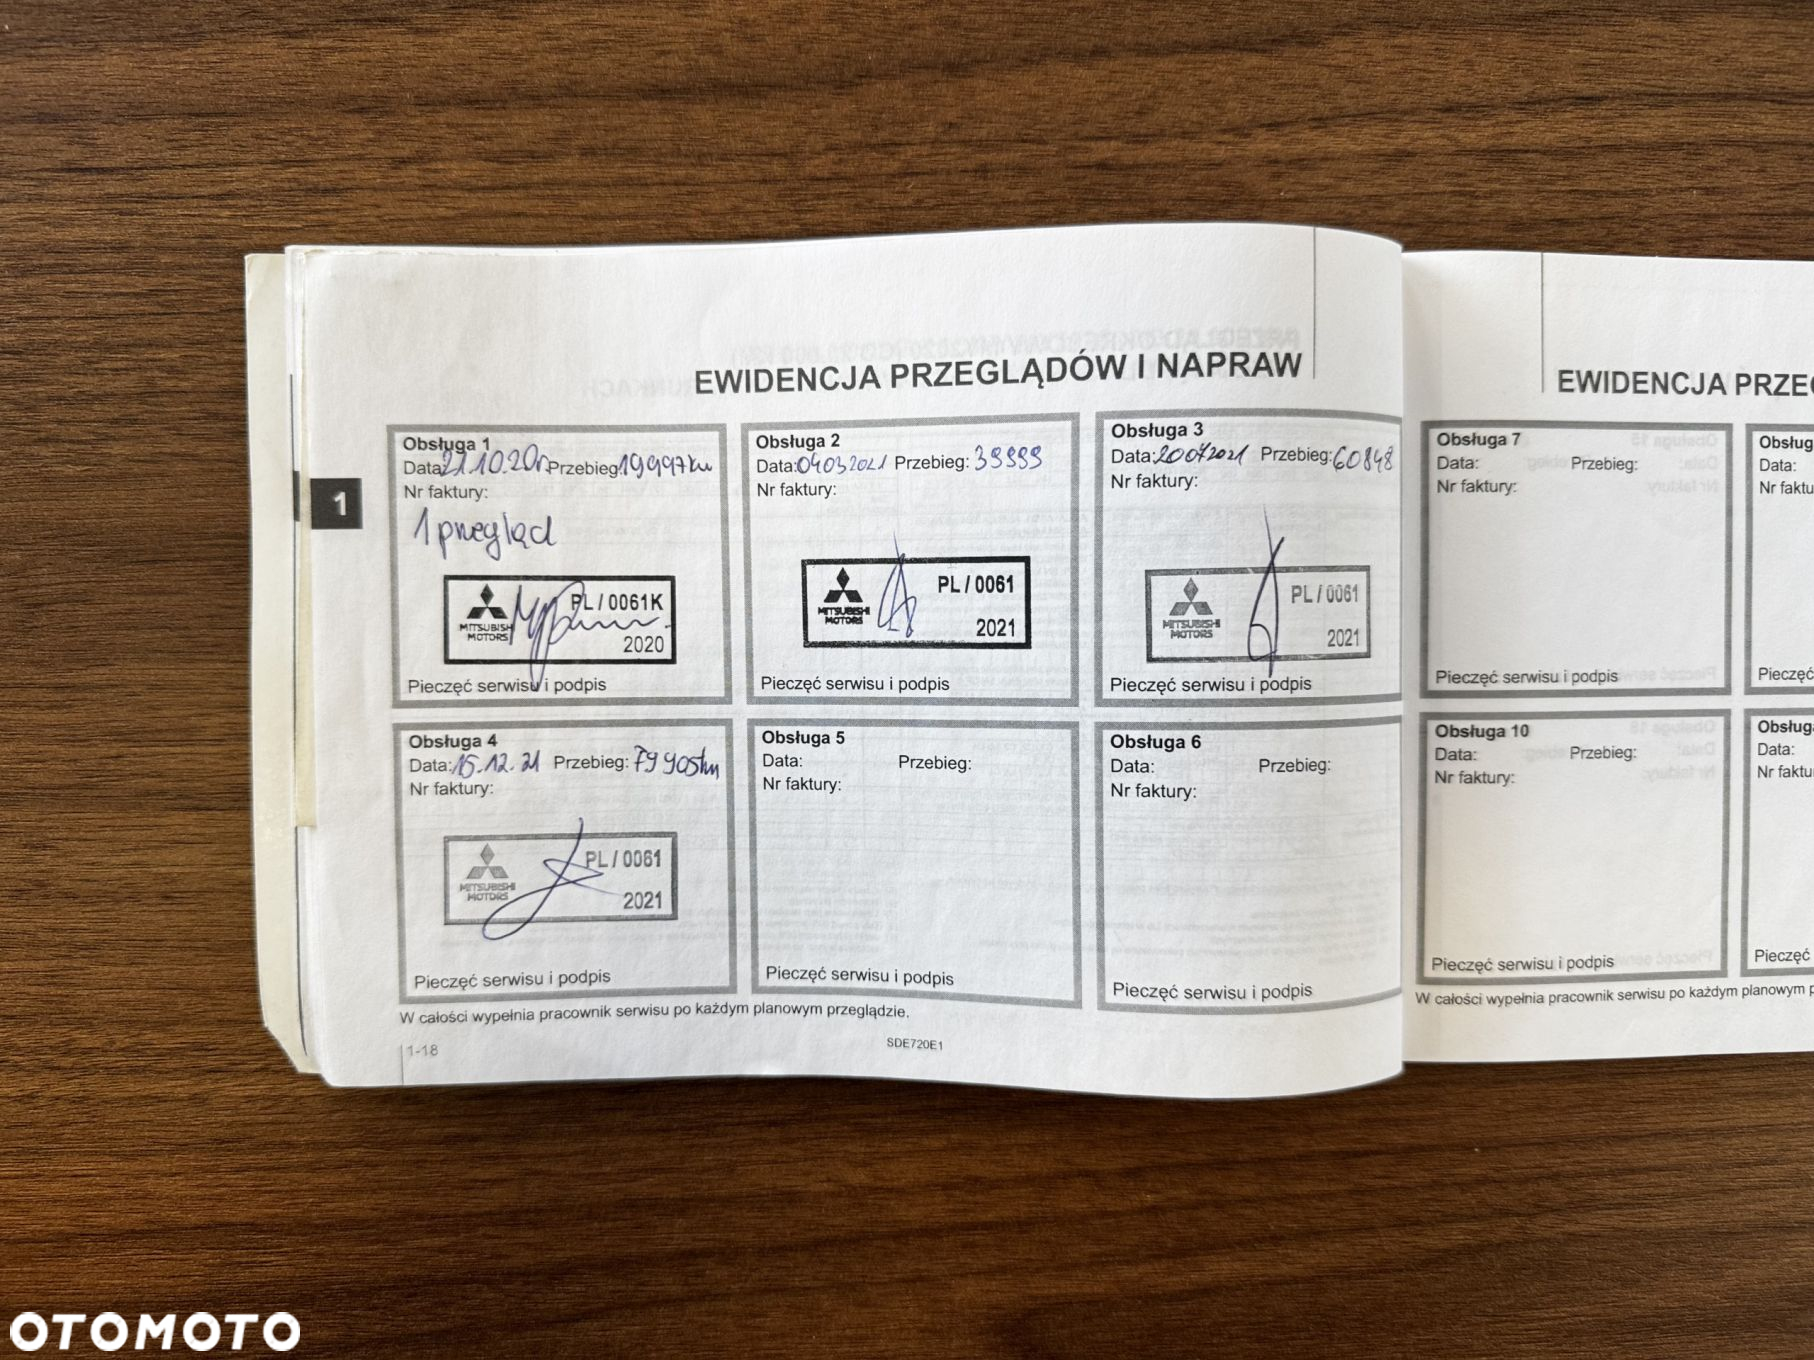 EWIDENCJA PRZEGLĄDÓW I NAPRAW
1
Obsługa 1
Data: 21.10.20r. Przebieg: 19997km
Nr faktury:
1 przegląd
MITSUBISHI MOTORS
PL / 0061K
2020
Pieczęć serwisu i podpis
Obsługa 2
Data: 04032021 Przebieg: 39999
Nr faktury:
MITSUBISHI MOTORS
PL / 0061
2021
Pieczęć serwisu i podpis
Obsługa 3
Data: 20072021 Przebieg: 60848
Nr faktury:
MITSUBISHI MOTORS
PL / 0061
2021
Pieczęć serwisu i podpis
Obsługa 4
Data: 15.12.21 Przebieg: 79905km
Nr faktury:
MITSUBISHI MOTORS
PL / 0061
2021
Pieczęć serwisu i podpis
Obsługa 5
Data: Przebieg:
Nr faktury:
Pieczęć serwisu i podpis
Obsługa 6
Data: Przebieg:
Nr faktury:
Pieczęć serwisu i podpis
W całości wypełnia pracownik serwisu po każdym planowym przeglądzie.
1-18
SDE720E1
EWIDENCJA PRZEG
Obsługa 7
Data: Przebieg:
Nr faktury:
Pieczęć serwisu i podpis
Obsług
Data:
Nr faktu
Pieczęć
Obsługa 10
Data: Przebieg:
Nr faktury:
Pieczęć serwisu i podpis
Obsług
Data:
Nr faktu
Pieczęć
W całości wypełnia pracownik serwisu po każdym planowym p
OTOMOTO